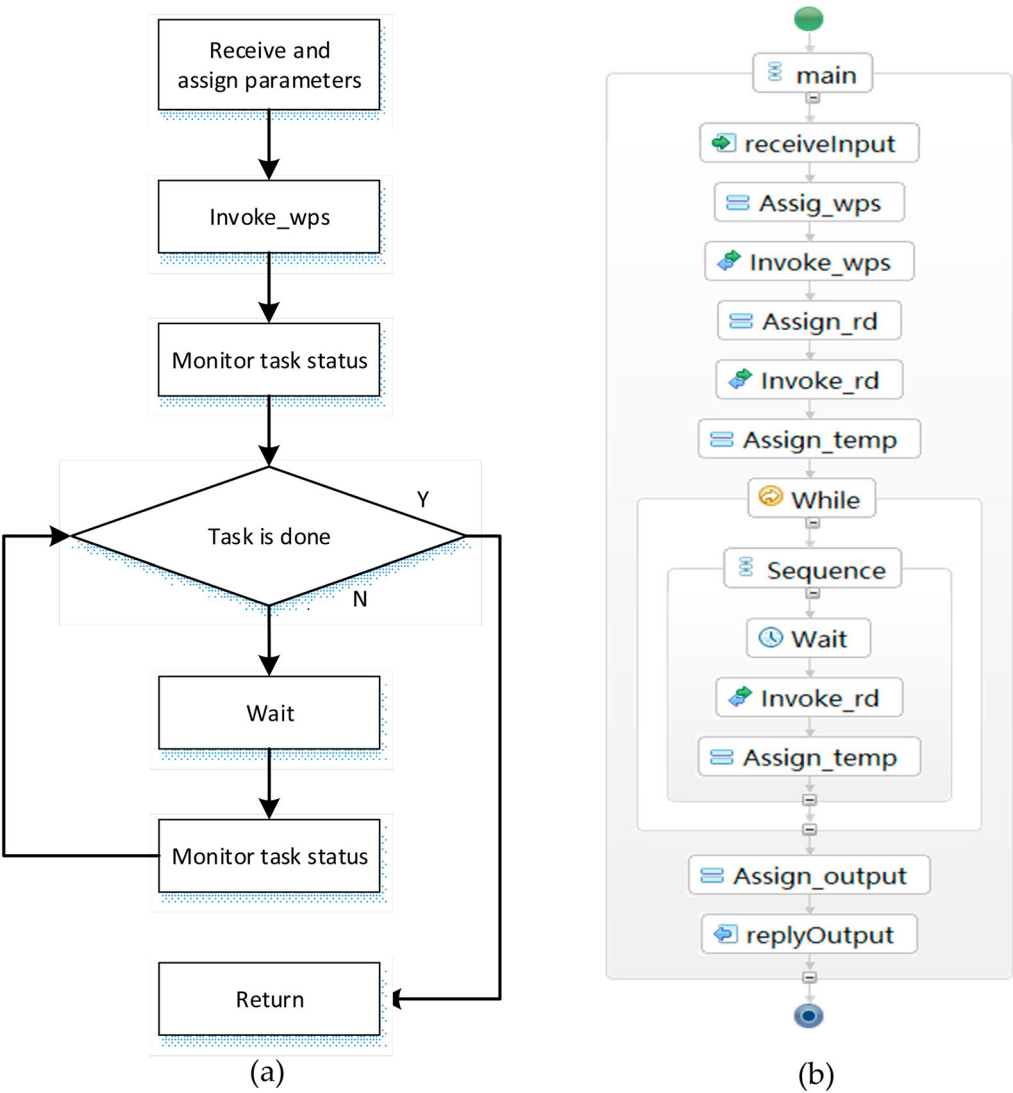 Receive and
assign parameters
Invoke_wps
Monitor task status
Task is done
Y
N
Wait
Monitor task status
Return
(a)
main
receiveInput
Assig_wps
Invoke_wps
Assign_rd
Invoke_rd
Assign_temp
While
Sequence
Wait
Invoke_rd
Assign_temp
Assign_output
replyOutput
(b)